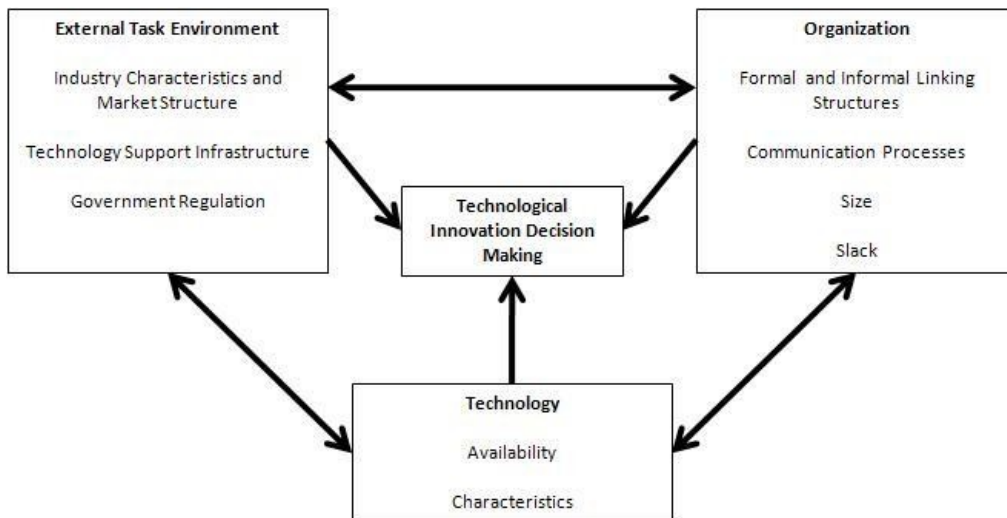 External Task Environment
Industry Characteristics and
Market Structure
Technology Support Infrastructure
Government Regulation
Organization
Formal and Informal Linking
Structures
Communication Processes
Size
Slack
Technological
Innovation Decision
Making
Technology
Availability
Characteristics